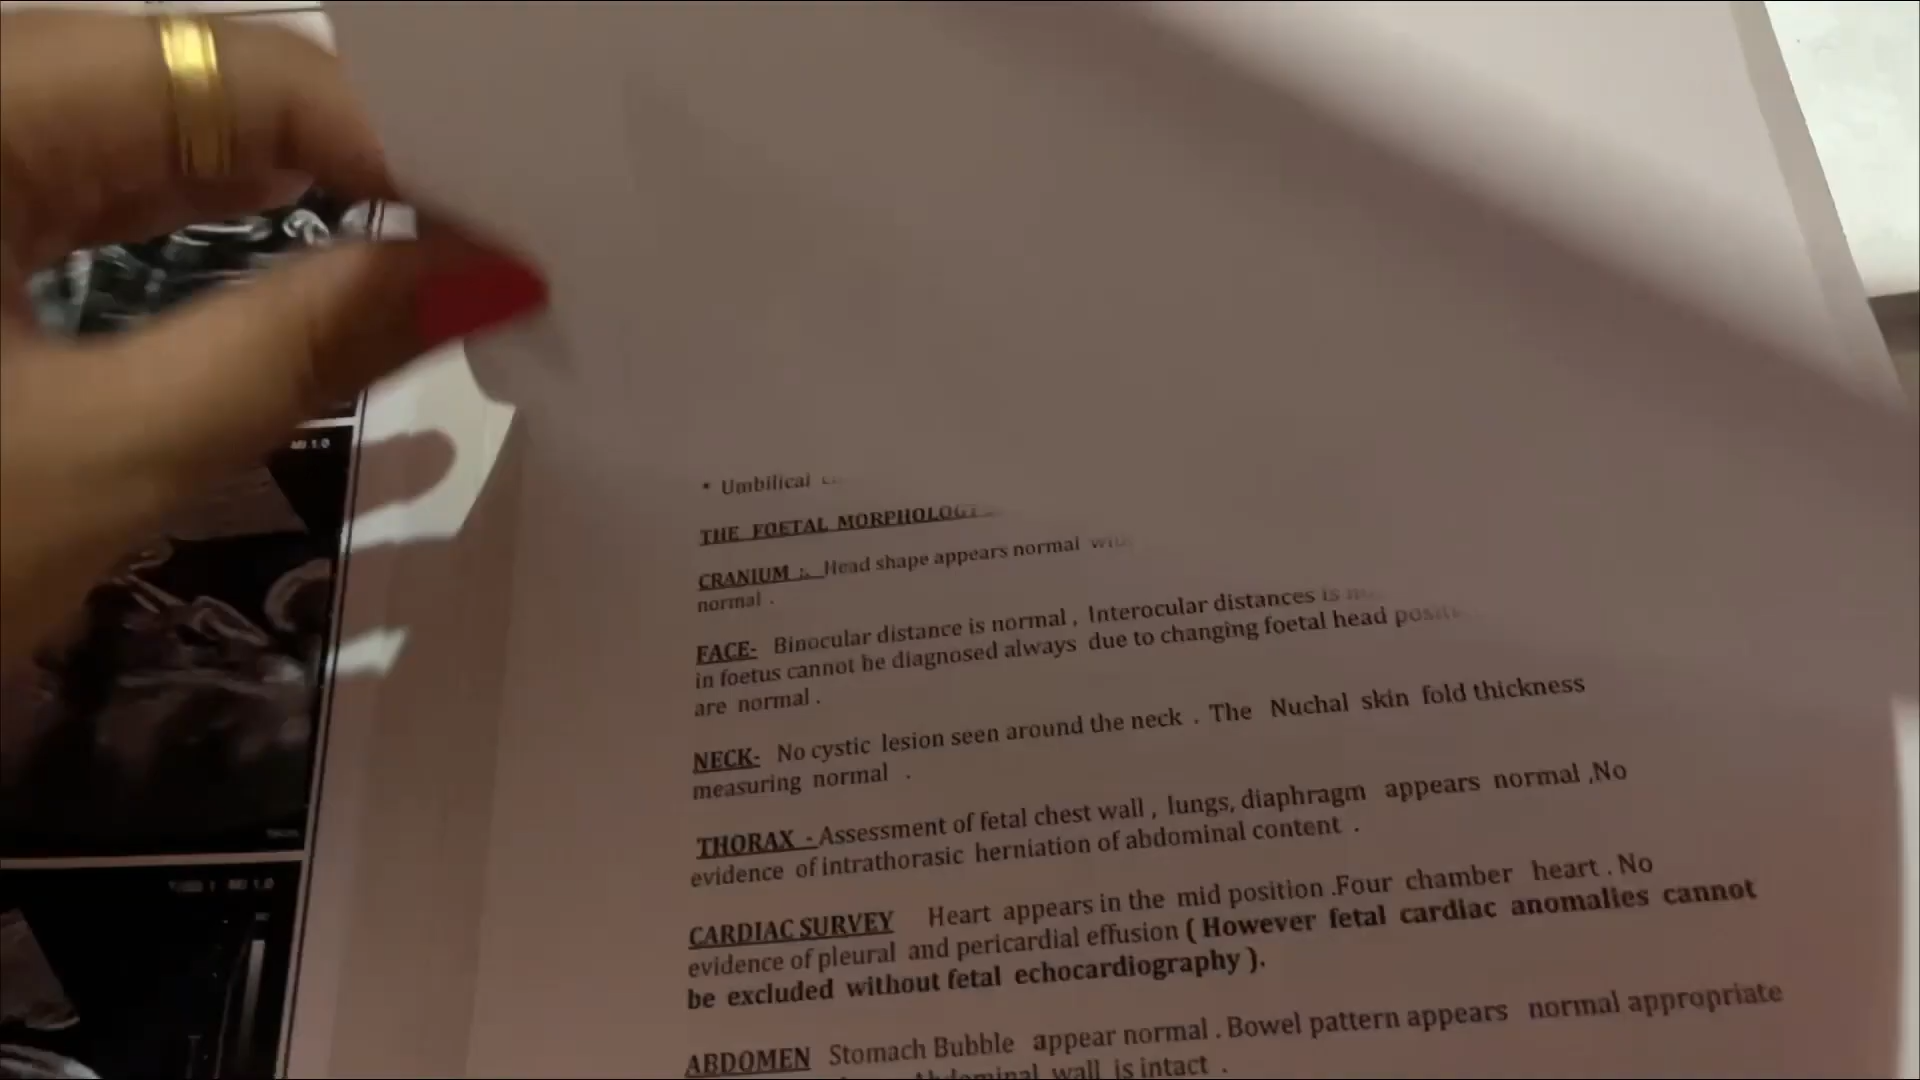 MI 1.0
* Umbilical
THE FOETAL MORPHOLOGY
CRANIUM :- Head shape appears normal
normal .
FACE- Binocular distance is normal , Interocular distances is
in foetus cannot be diagnosed always due to changing foetal head
are normal .
NECK- No cystic lesion seen around the neck . The Nuchal skin fold thickness
measuring normal .
THORAX - Assessment of fetal chest wall , lungs, diaphragm appears normal ,No
evidence of intrathorasic herniation of abdominal content .
CARDIAC SURVEY Heart appears in the mid position .Four chamber heart . No
evidence of pleural and pericardial effusion ( However fetal cardiac anomalies cannot
be excluded without fetal echocardiography ).
ABDOMEN Stomach Bubble appear normal . Bowel pattern appears normal appropriate
Abdominal wall is intact .